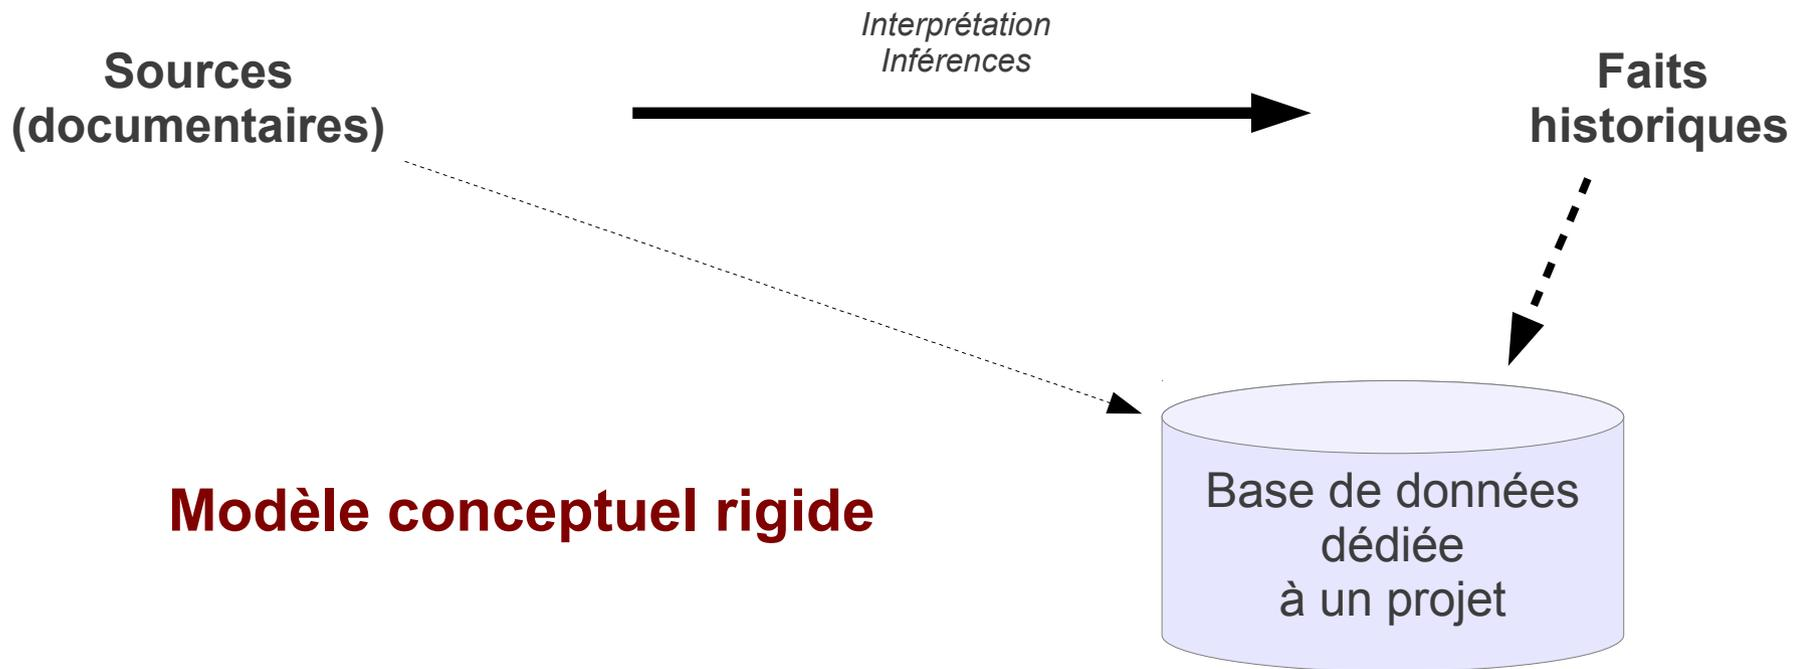 Interprétation
Inférences
Sources
(documentaires)
Faits
historiques
Modèle conceptuel rigide
Base de données
dédiée
à un projet